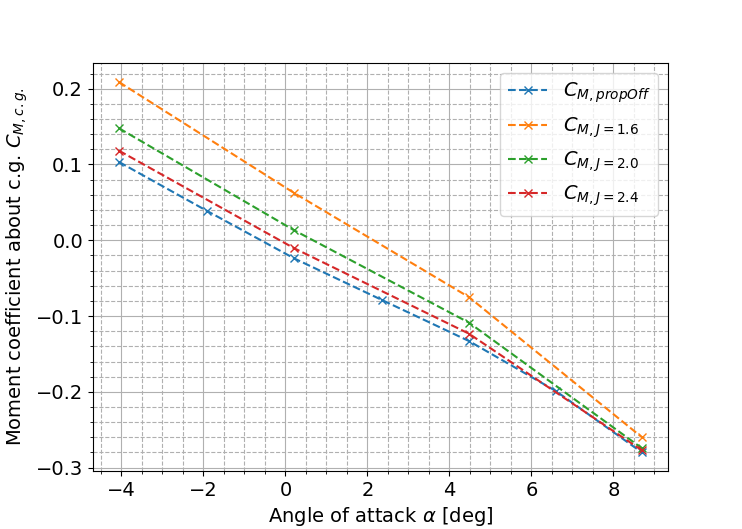 Moment coefficient about c.g. C_{M,c.g.}
0.2
0.1
0.0
−0.1
−0.2
−0.3
−4 −2 0 2 4 6 8
Angle of attack α [deg]
C_{M,propOff}
C_{M,J=1.6}
C_{M,J=2.0}
C_{M,J=2.4}